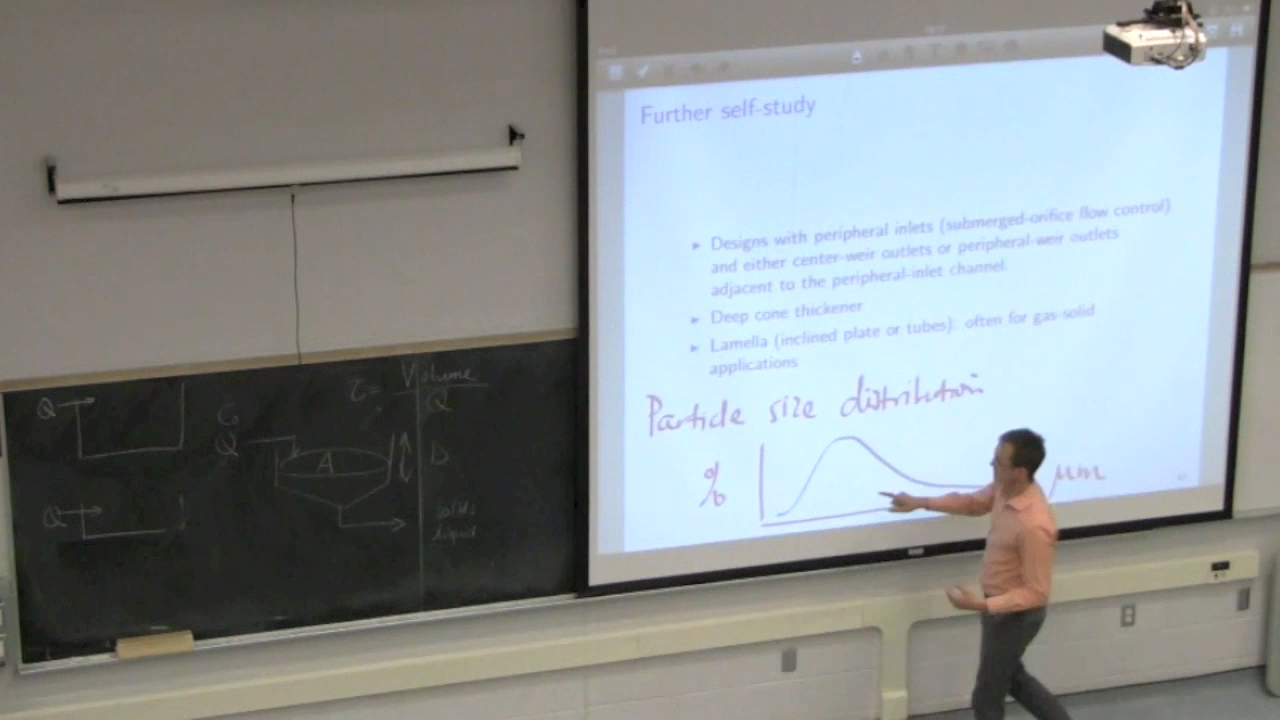 Further self-study
▸ Designs with peripheral inlets (submerged-orifice flow control)
and either center-weir outlets or peripheral-weir outlets
adjacent to the peripheral-inlet channel.
▸ Deep cone thickener
▸ Lamella (inclined plate or tubes): often for gas-solid
applications
Particle size distribution
%
μm
Q
Q
C₀
Q
A
D
τ = Volume
Q
solids
liquid